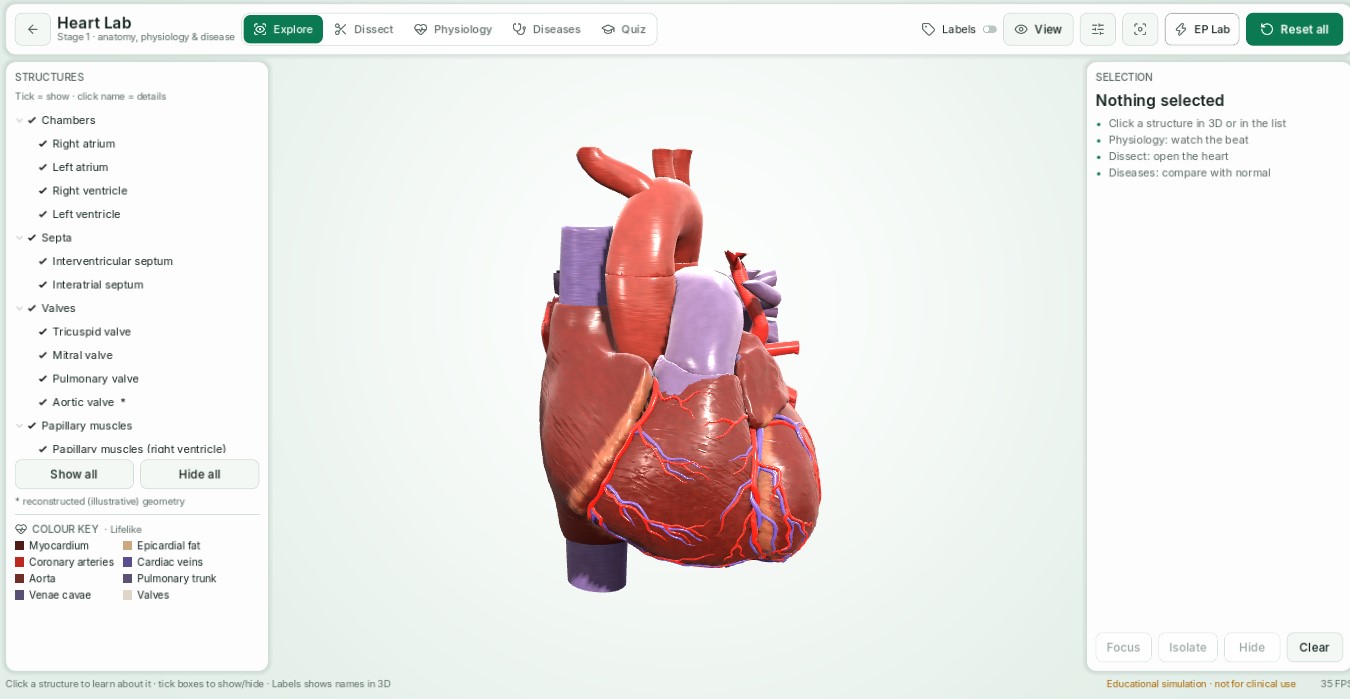 Heart Lab
Stage 1 · anatomy, physiology & disease
Explore
Dissect
Physiology
Diseases
Quiz
Labels
View
EP Lab
Reset all
STRUCTURES
Tick = show · click name = details
Chambers
Right atrium
Left atrium
Right ventricle
Left ventricle
Septa
Interventricular septum
Interatrial septum
Valves
Tricuspid valve
Mitral valve
Pulmonary valve
Aortic valve *
Papillary muscles
Papillary muscles (right ventricle)
Show all
Hide all
* reconstructed (illustrative) geometry
COLOUR KEY · Lifelike
Myocardium
Epicardial fat
Coronary arteries
Cardiac veins
Aorta
Pulmonary trunk
Venae cavae
Valves
SELECTION
Nothing selected
• Click a structure in 3D or in the list
• Physiology: watch the beat
• Dissect: open the heart
• Diseases: compare with normal
Focus
Isolate
Hide
Clear
Click a structure to learn about it · tick boxes to show/hide · Labels shows names in 3D
Educational simulation · not for clinical use
35 FPS